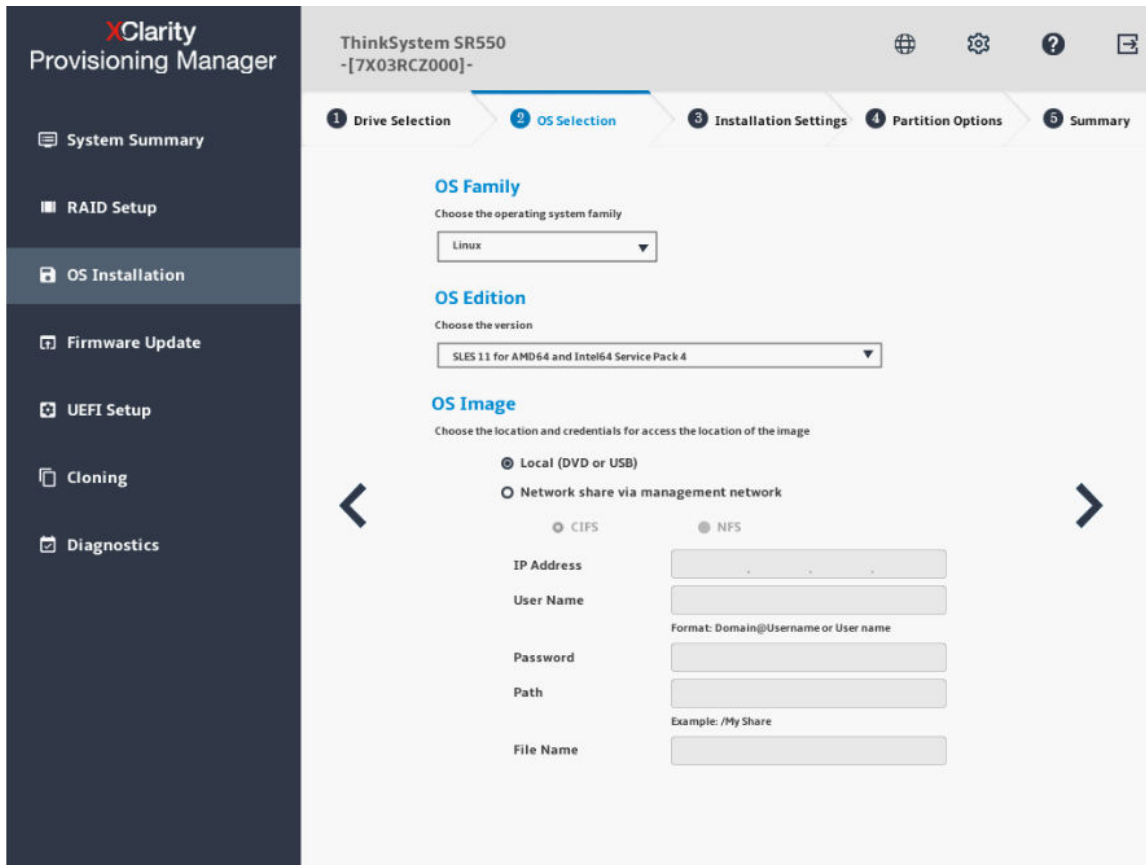 XClarity
Provisioning Manager
System Summary
RAID Setup
OS Installation
Firmware Update
UEFI Setup
Cloning
Diagnostics
ThinkSystem SR550
-[7X03RCZ000]-
1 Drive Selection
2 OS Selection
3 Installation Settings
4 Partition Options
5 Summary
OS Family
Choose the operating system family
Linux
OS Edition
Choose the version
SLES 11 for AMD64 and Intel64 Service Pack 4
OS Image
Choose the location and credentials for access the location of the image
Local (DVD or USB)
Network share via management network
CIFS NFS
IP Address . . .
User Name
Format: Domain@Username or User name
Password
Path
Example: /My Share
File Name